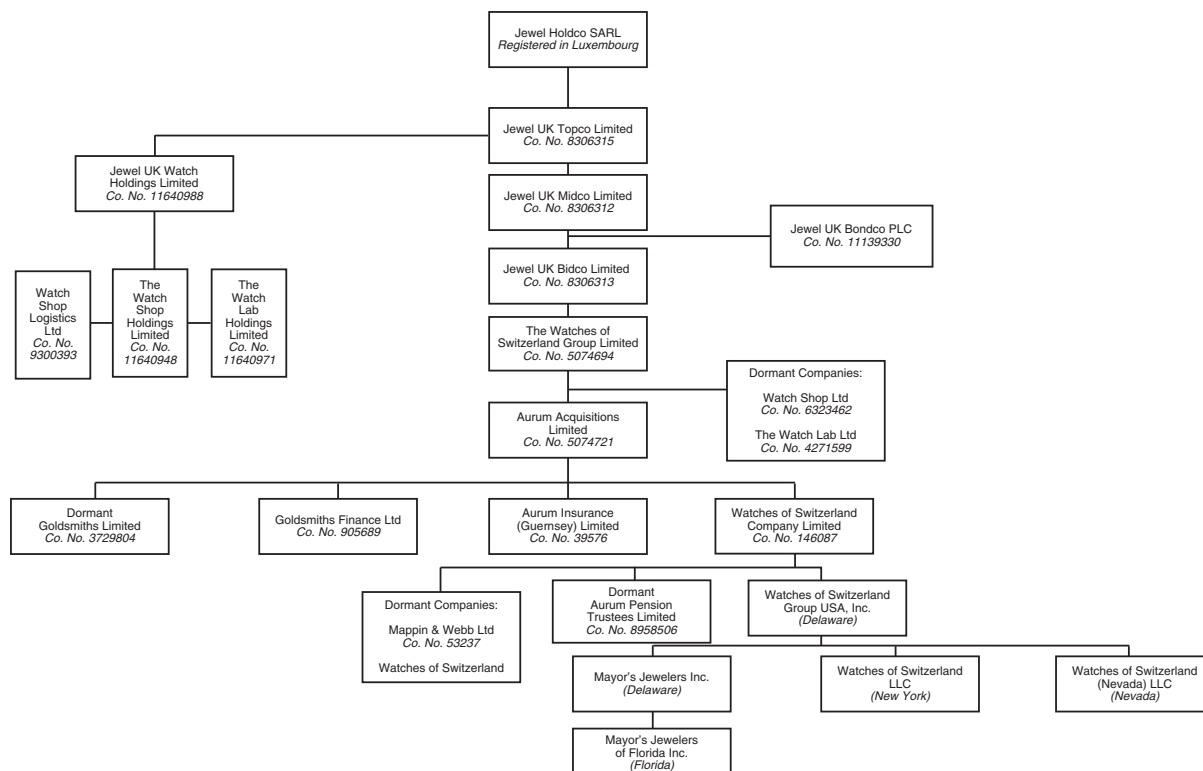 Jewel Holdco SARL
Registered in Luxembourg
Jewel UK Topco Limited
Co. No. 8306315
Jewel UK Watch
Holdings Limited
Co. No. 11640988
Jewel UK Midco Limited
Co. No. 8306312
Jewel UK Bondco PLC
Co. No. 11139330
Jewel UK Bidco Limited
Co. No. 8306313
Watch
Shop
Logistics
Ltd
Co. No.
9300393
The
Watch
Shop
Holdings
Limited
Co. No.
11640948
The
Watch
Lab
Holdings
Limited
Co. No.
11640971
The Watches of
Switzerland Group Limited
Co. No. 5074694
Dormant Companies:
Watch Shop Ltd
Co. No. 6323462
The Watch Lab Ltd
Co. No. 4271599
Aurum Acquisitions
Limited
Co. No. 5074721
Dormant
Goldsmiths Limited
Co. No. 3729804
Goldsmiths Finance Ltd
Co. No. 905689
Aurum Insurance
(Guernsey) Limited
Co. No. 39576
Watches of Switzerland
Company Limited
Co. No. 146087
Dormant Companies:
Mappin & Webb Ltd
Co. No. 53237
Watches of Switzerland
Dormant
Aurum Pension
Trustees Limited
Co. No. 8958506
Watches of Switzerland
Group USA, Inc.
(Delaware)
Mayor's Jewelers Inc.
(Delaware)
Watches of Switzerland
LLC
(New York)
Watches of Switzerland
(Nevada) LLC
(Nevada)
Mayor's Jewelers
of Florida Inc.
(Florida)